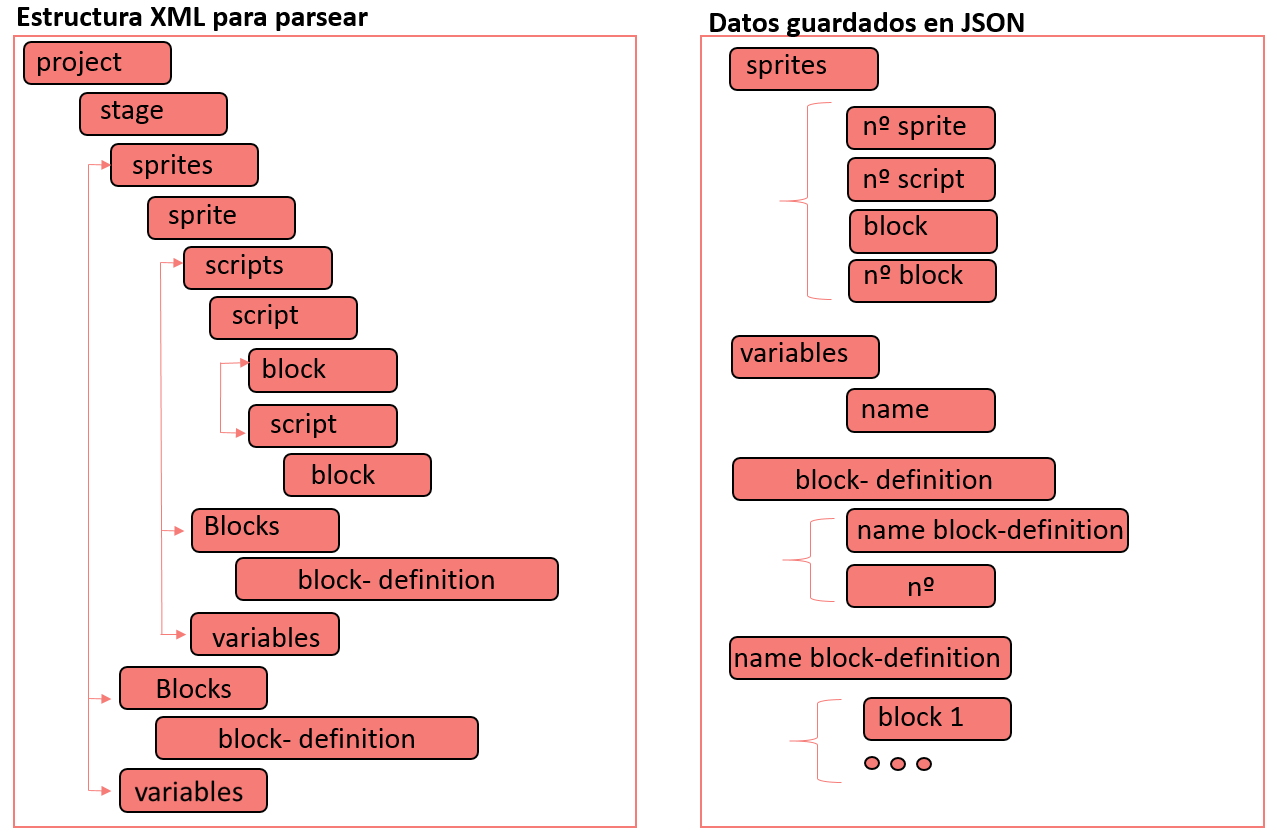 Estructura XML para parsear
project
stage
sprites
sprite
scripts
script
block
script
block
Blocks
block- definition
variables
Blocks
block- definition
variables
Datos guardados en JSON
sprites
nº sprite
nº script
block
nº block
variables
name
block- definition
name block-definition
nº
name block-definition
block 1